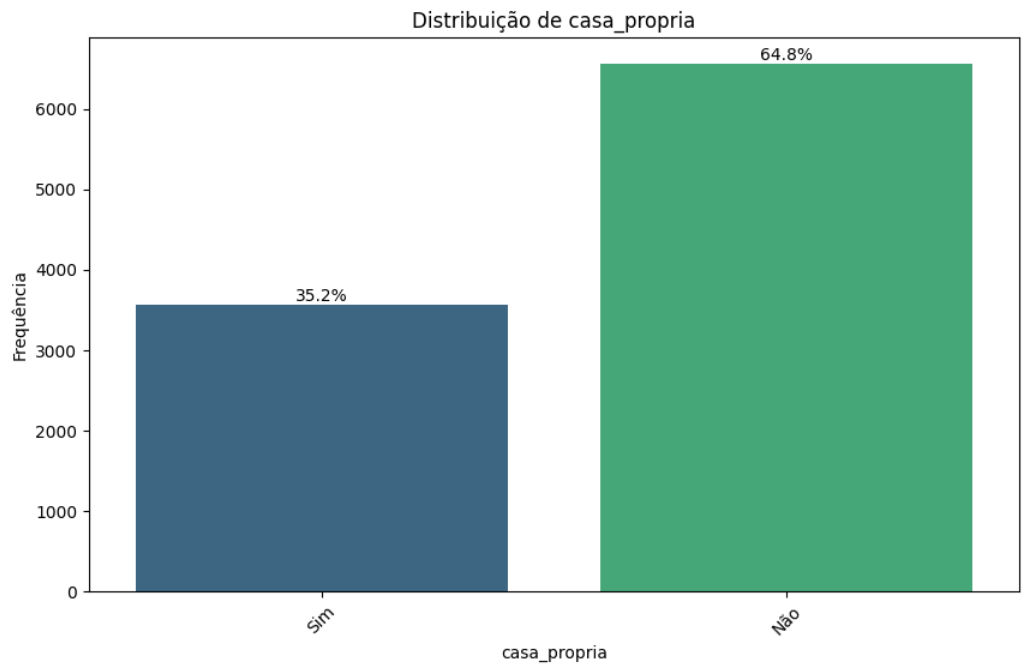 Distribuição de casa_propria
64.8%
35.2%
6000
5000
4000
3000
2000
1000
0
Frequência
Sim
Não
casa_propria